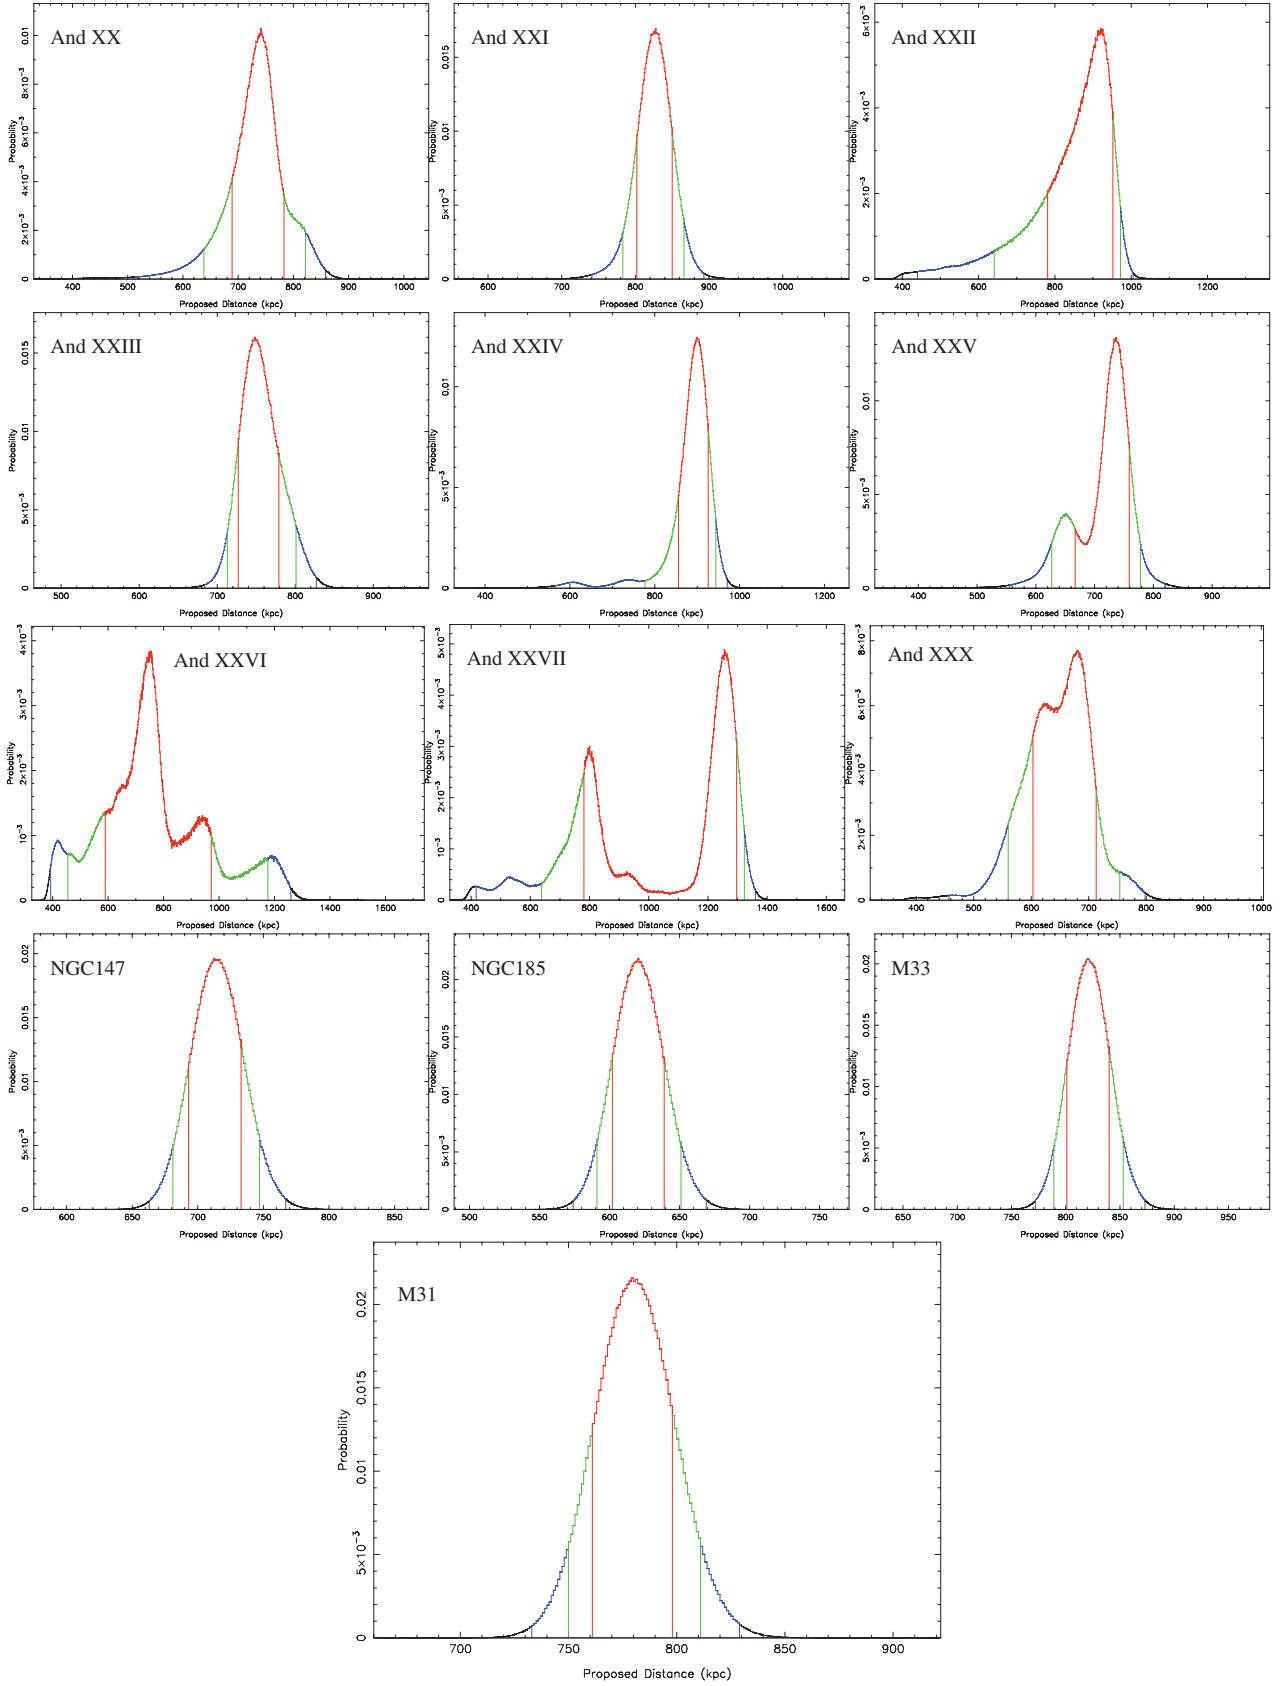 And XX
Probability
0 2×10⁻³ 4×10⁻³ 6×10⁻³ 8×10⁻³ 0.01
400 500 600 700 800 900 1000
Proposed Distance (kpc)
And XXI
Probability
0 5×10⁻³ 0.01 0.015
600 700 800 900 1000
Proposed Distance (kpc)
And XXII
Probability
0 2×10⁻³ 4×10⁻³ 6×10⁻³
400 600 800 1000 1200
Proposed Distance (kpc)
And XXIII
Probability
0 5×10⁻³ 0.01 0.015
500 600 700 800 900
Proposed Distance (kpc)
And XXIV
Probability
0 5×10⁻³ 0.01
400 600 800 1000 1200
Proposed Distance (kpc)
And XXV
Probability
0 5×10⁻³ 0.01
500 600 700 800 900
Proposed Distance (kpc)
And XXVI
Probability
0 10⁻³ 2×10⁻³ 3×10⁻³ 4×10⁻³
400 600 800 1000 1200 1400 1600
Proposed Distance (kpc)
And XXVII
Probability
0 10⁻³ 2×10⁻³ 3×10⁻³ 4×10⁻³ 5×10⁻³
400 600 800 1000 1200 1400 1600
Proposed Distance (kpc)
And XXX
Probability
0 2×10⁻³ 4×10⁻³ 6×10⁻³ 8×10⁻³
400 500 600 700 800 900 1000
Proposed Distance (kpc)
NGC147
Probability
0 5×10⁻³ 0.01 0.015 0.02
600 650 700 750 800 850
Proposed Distance (kpc)
NGC185
Probability
0 5×10⁻³ 0.01 0.015 0.02
500 550 600 650 700 750
Proposed Distance (kpc)
M33
Probability
0 5×10⁻³ 0.01 0.015 0.02
650 700 750 800 850 900 950
Proposed Distance (kpc)
M31
Probability
0 5×10⁻³ 0.01 0.015 0.02
700 750 800 850 900
Proposed Distance (kpc)